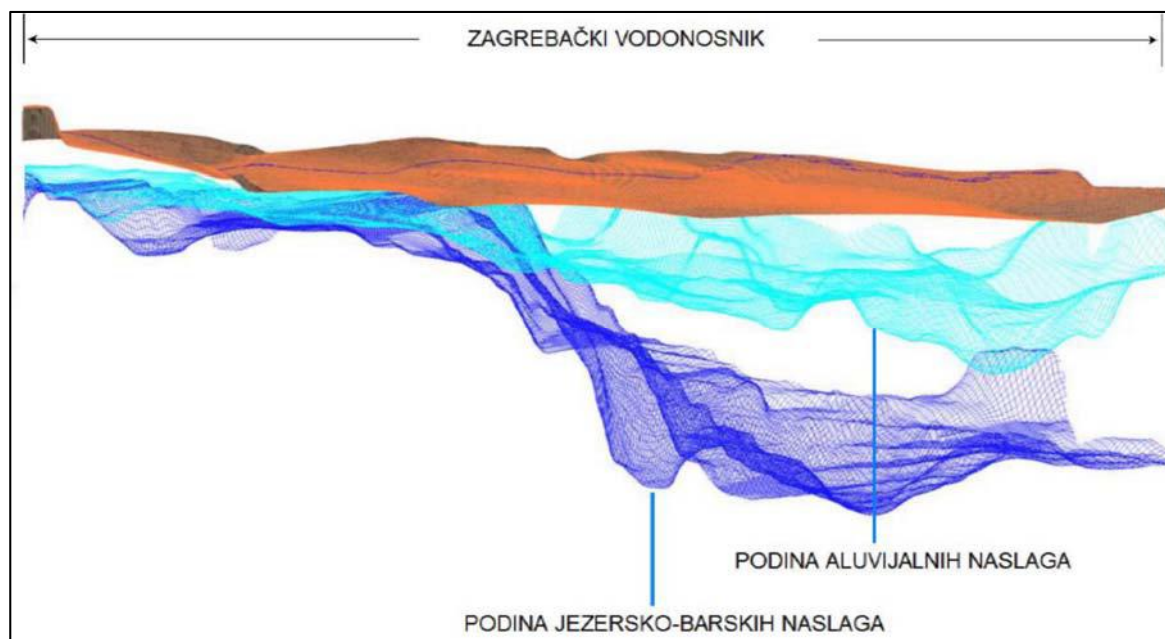 ZAGREBAČKI VODONOSNIK
PODINA ALUVIJALNIH NASLAGA
PODINA JEZERSKO-BARSKIH NASLAGA